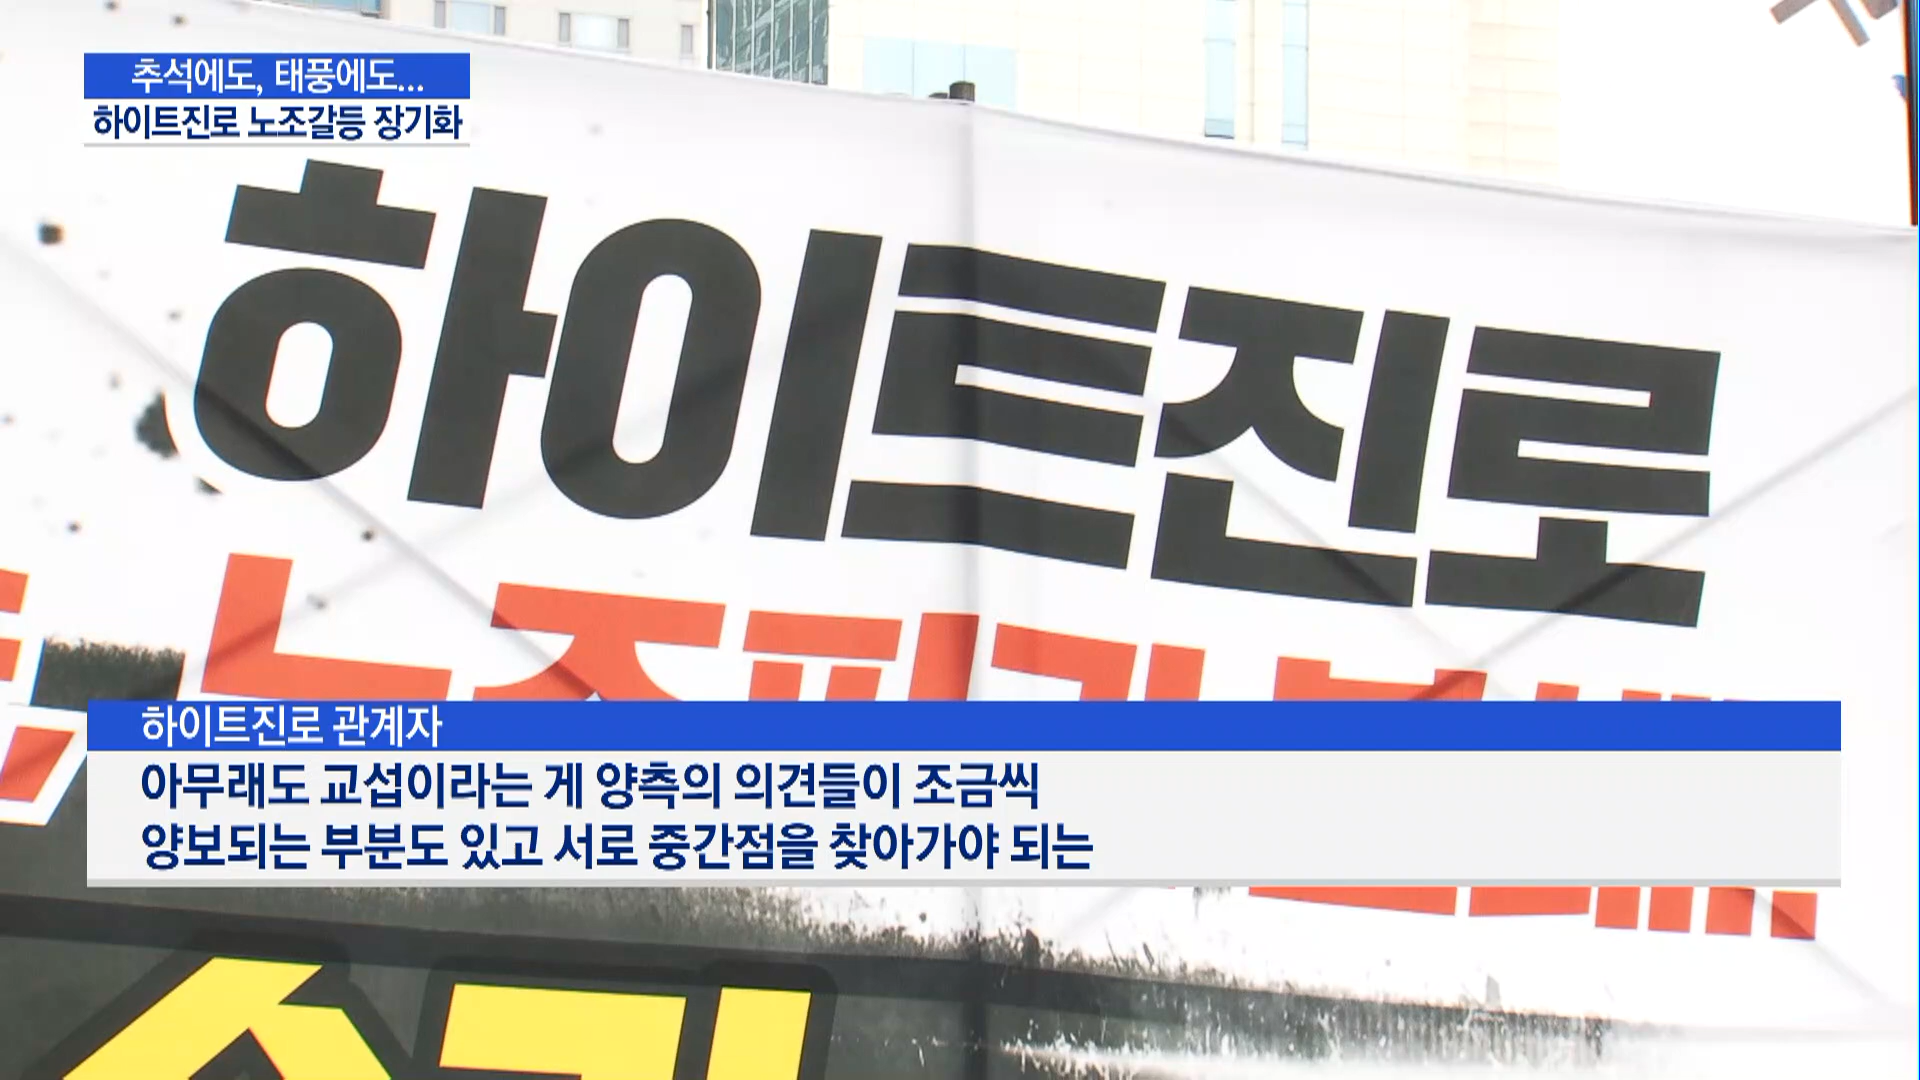 추석에도, 태풍에도...
하이트진로 노조갈등 장기화
하이트진로
하이트진로 관계자
아무래도 교섭이라는 게 양측의 의견들이 조금씩
양보되는 부분도 있고 서로 중간점을 찾아가야 되는